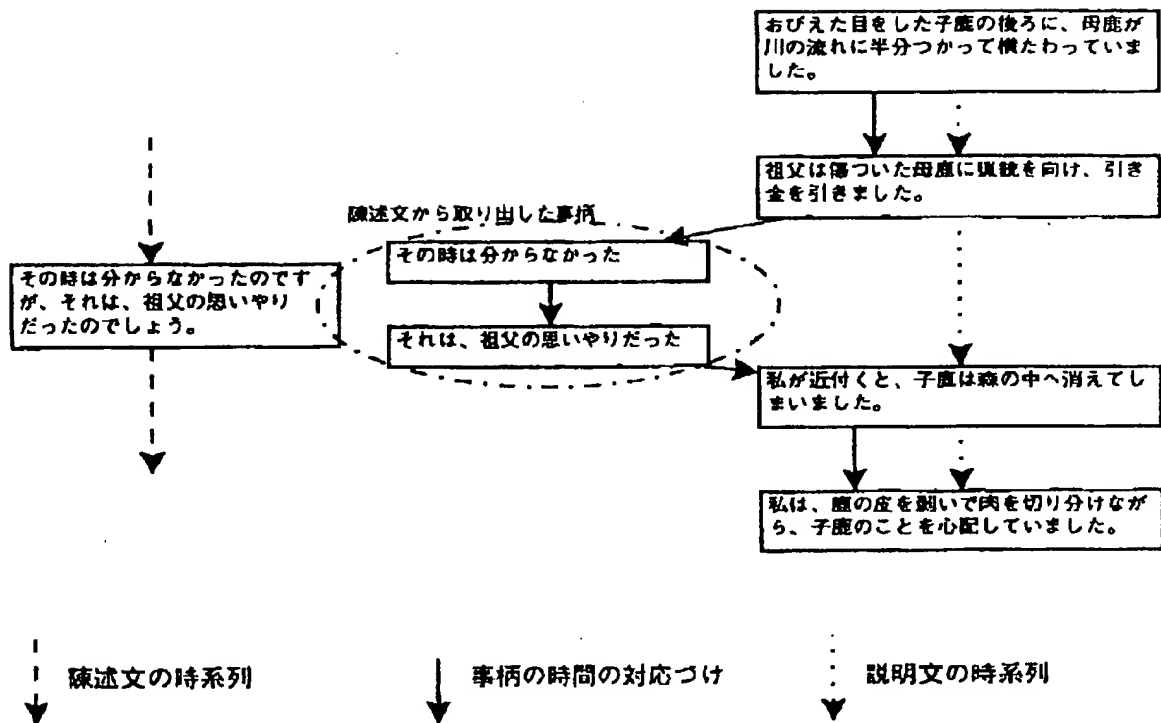 おびえた目をした子鹿の後ろに、母鹿が
川の流れに半分つかって横たわっていま
した。
祖父は傷ついた母鹿に猟銃を向け、引き
金を引きました。
陳述文から取り出した事柄
その時は分からなかった
その時は分からなかったのです
が、それは、祖父の思いやり
だったのでしょう。
それは、祖父の思いやりだった
私が近付くと、子鹿は森の中へ消えてし
まいました。
私は、鹿の皮を剥いで肉を切り分けなが
ら、子鹿のことを心配していました。
陳述文の時系列
事柄の時間の対応づけ
説明文の時系列